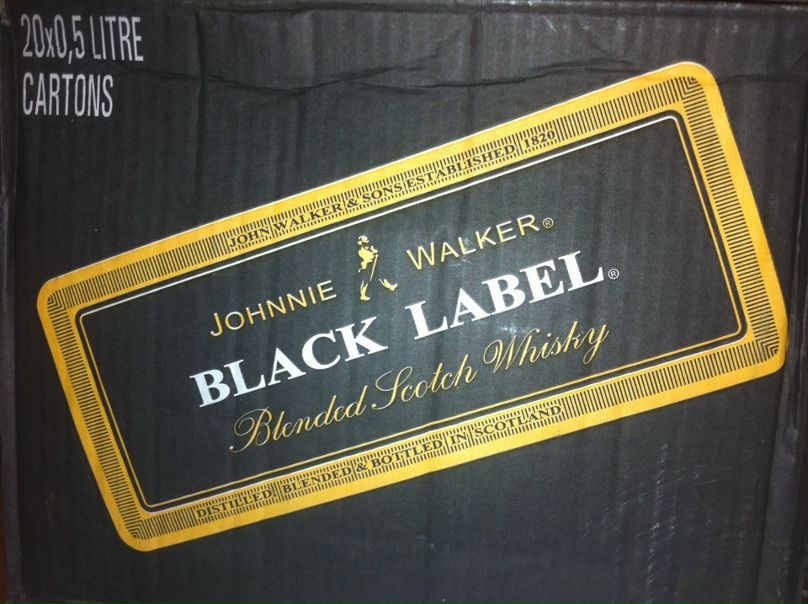 20x0,5 LITRE
CARTONS
JOHN WALKER & SONS ESTABLISHED 1820
JOHNNIE WALKER®
BLACK LABEL®
Blended Scotch Whisky
DISTILLED, BLENDED & BOTTLED IN SCOTLAND